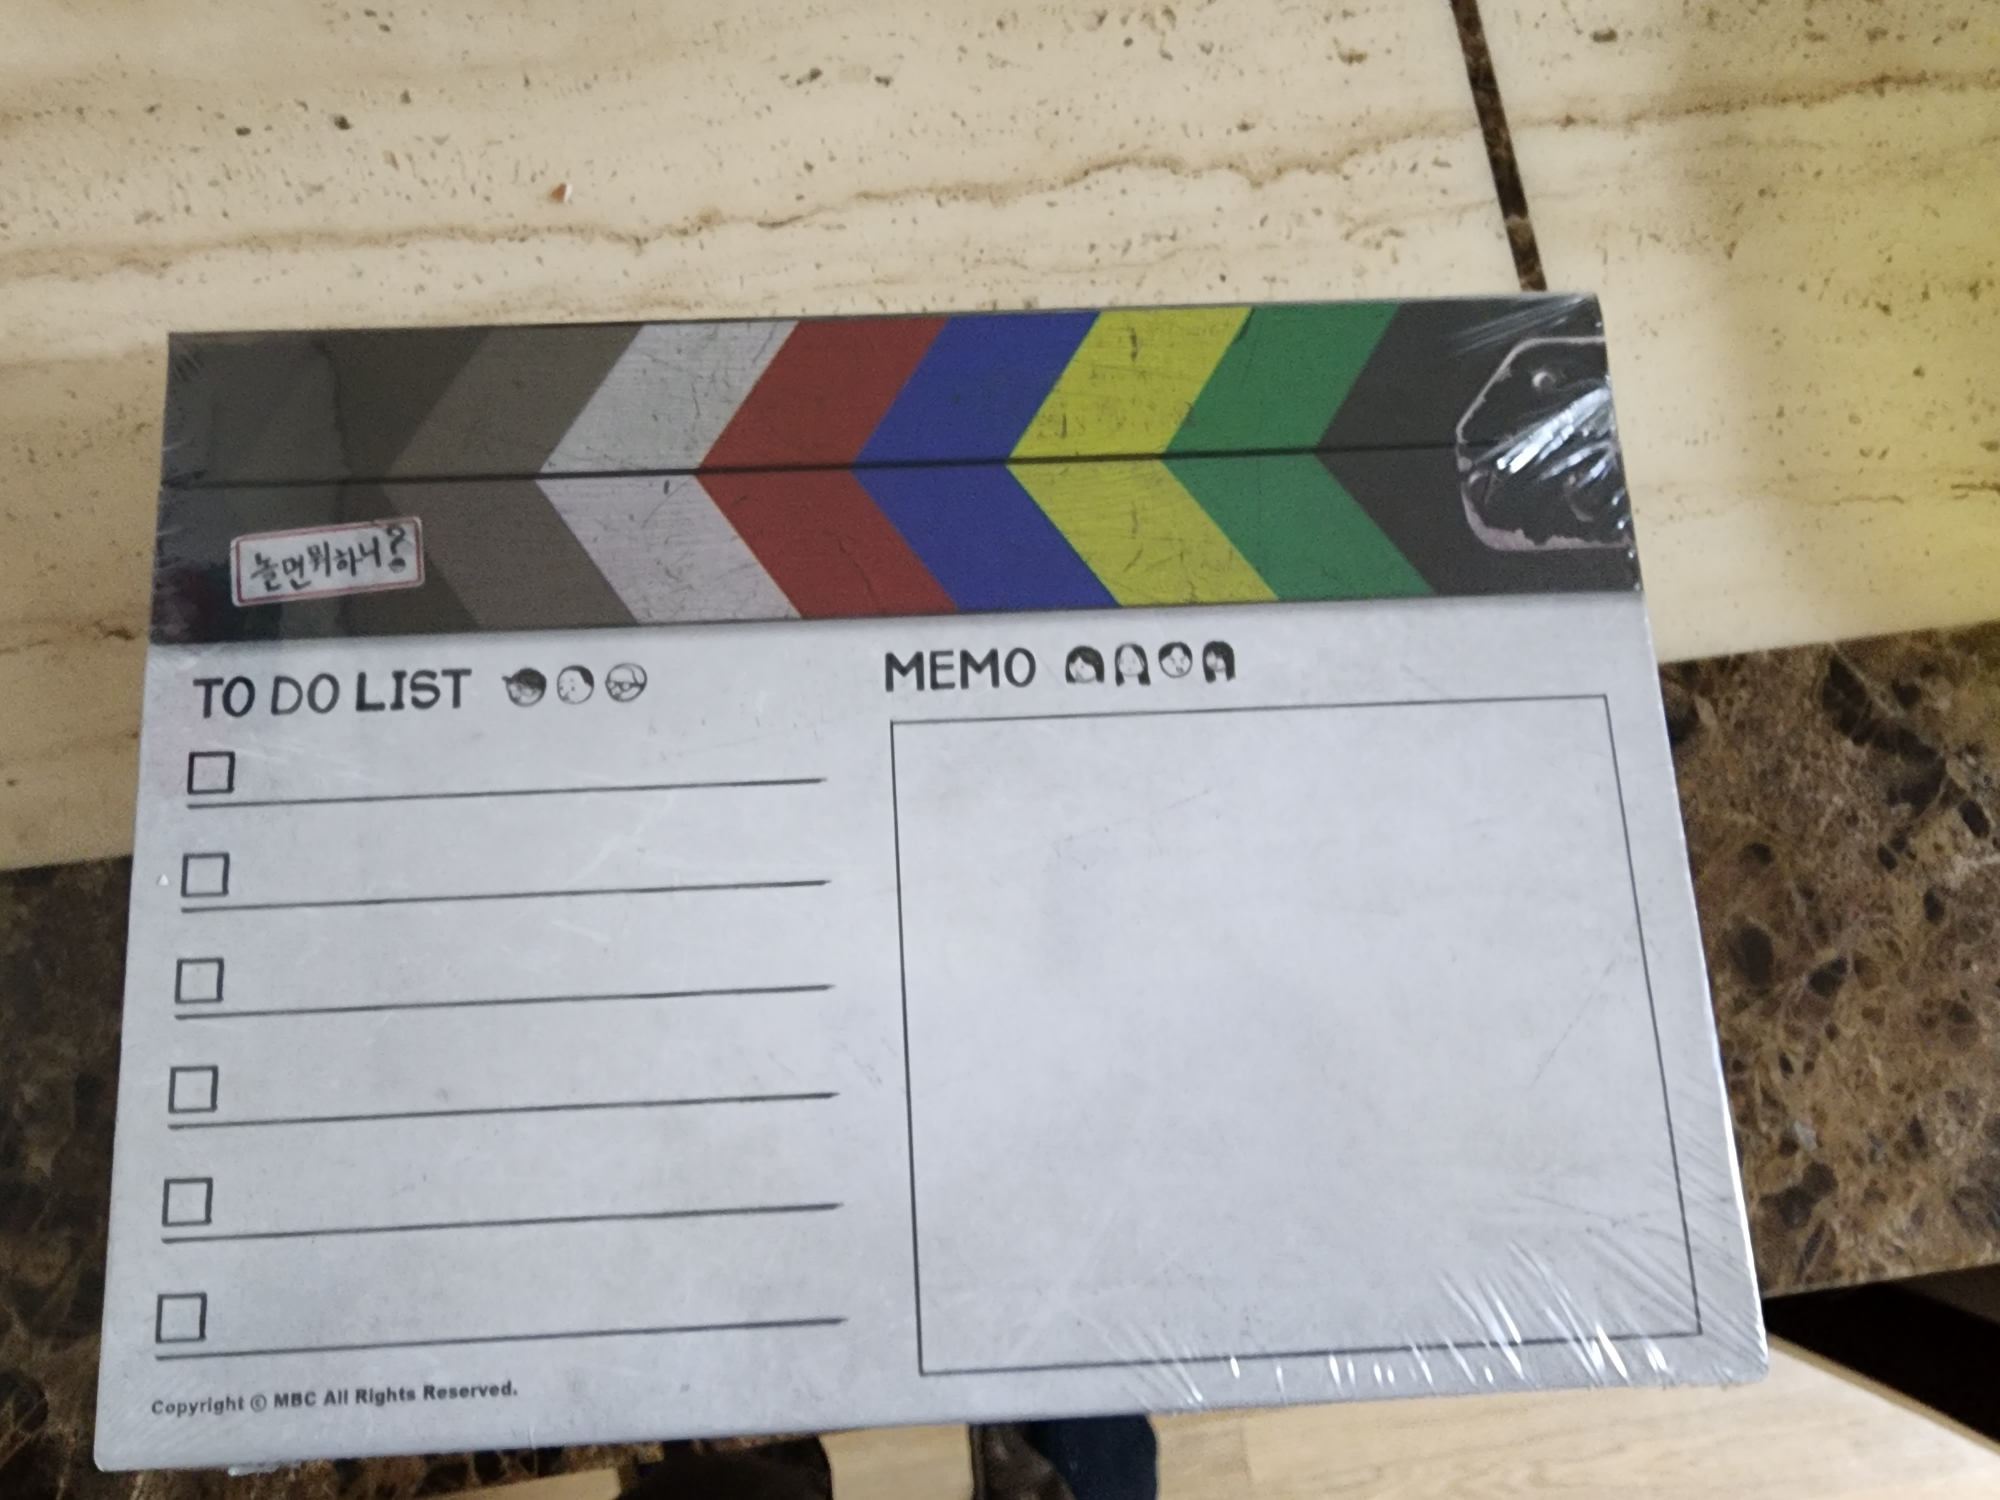 놀면뭐하니?
TO DO LIST
MEMO
Copyright © MBC All Rights Reserved.